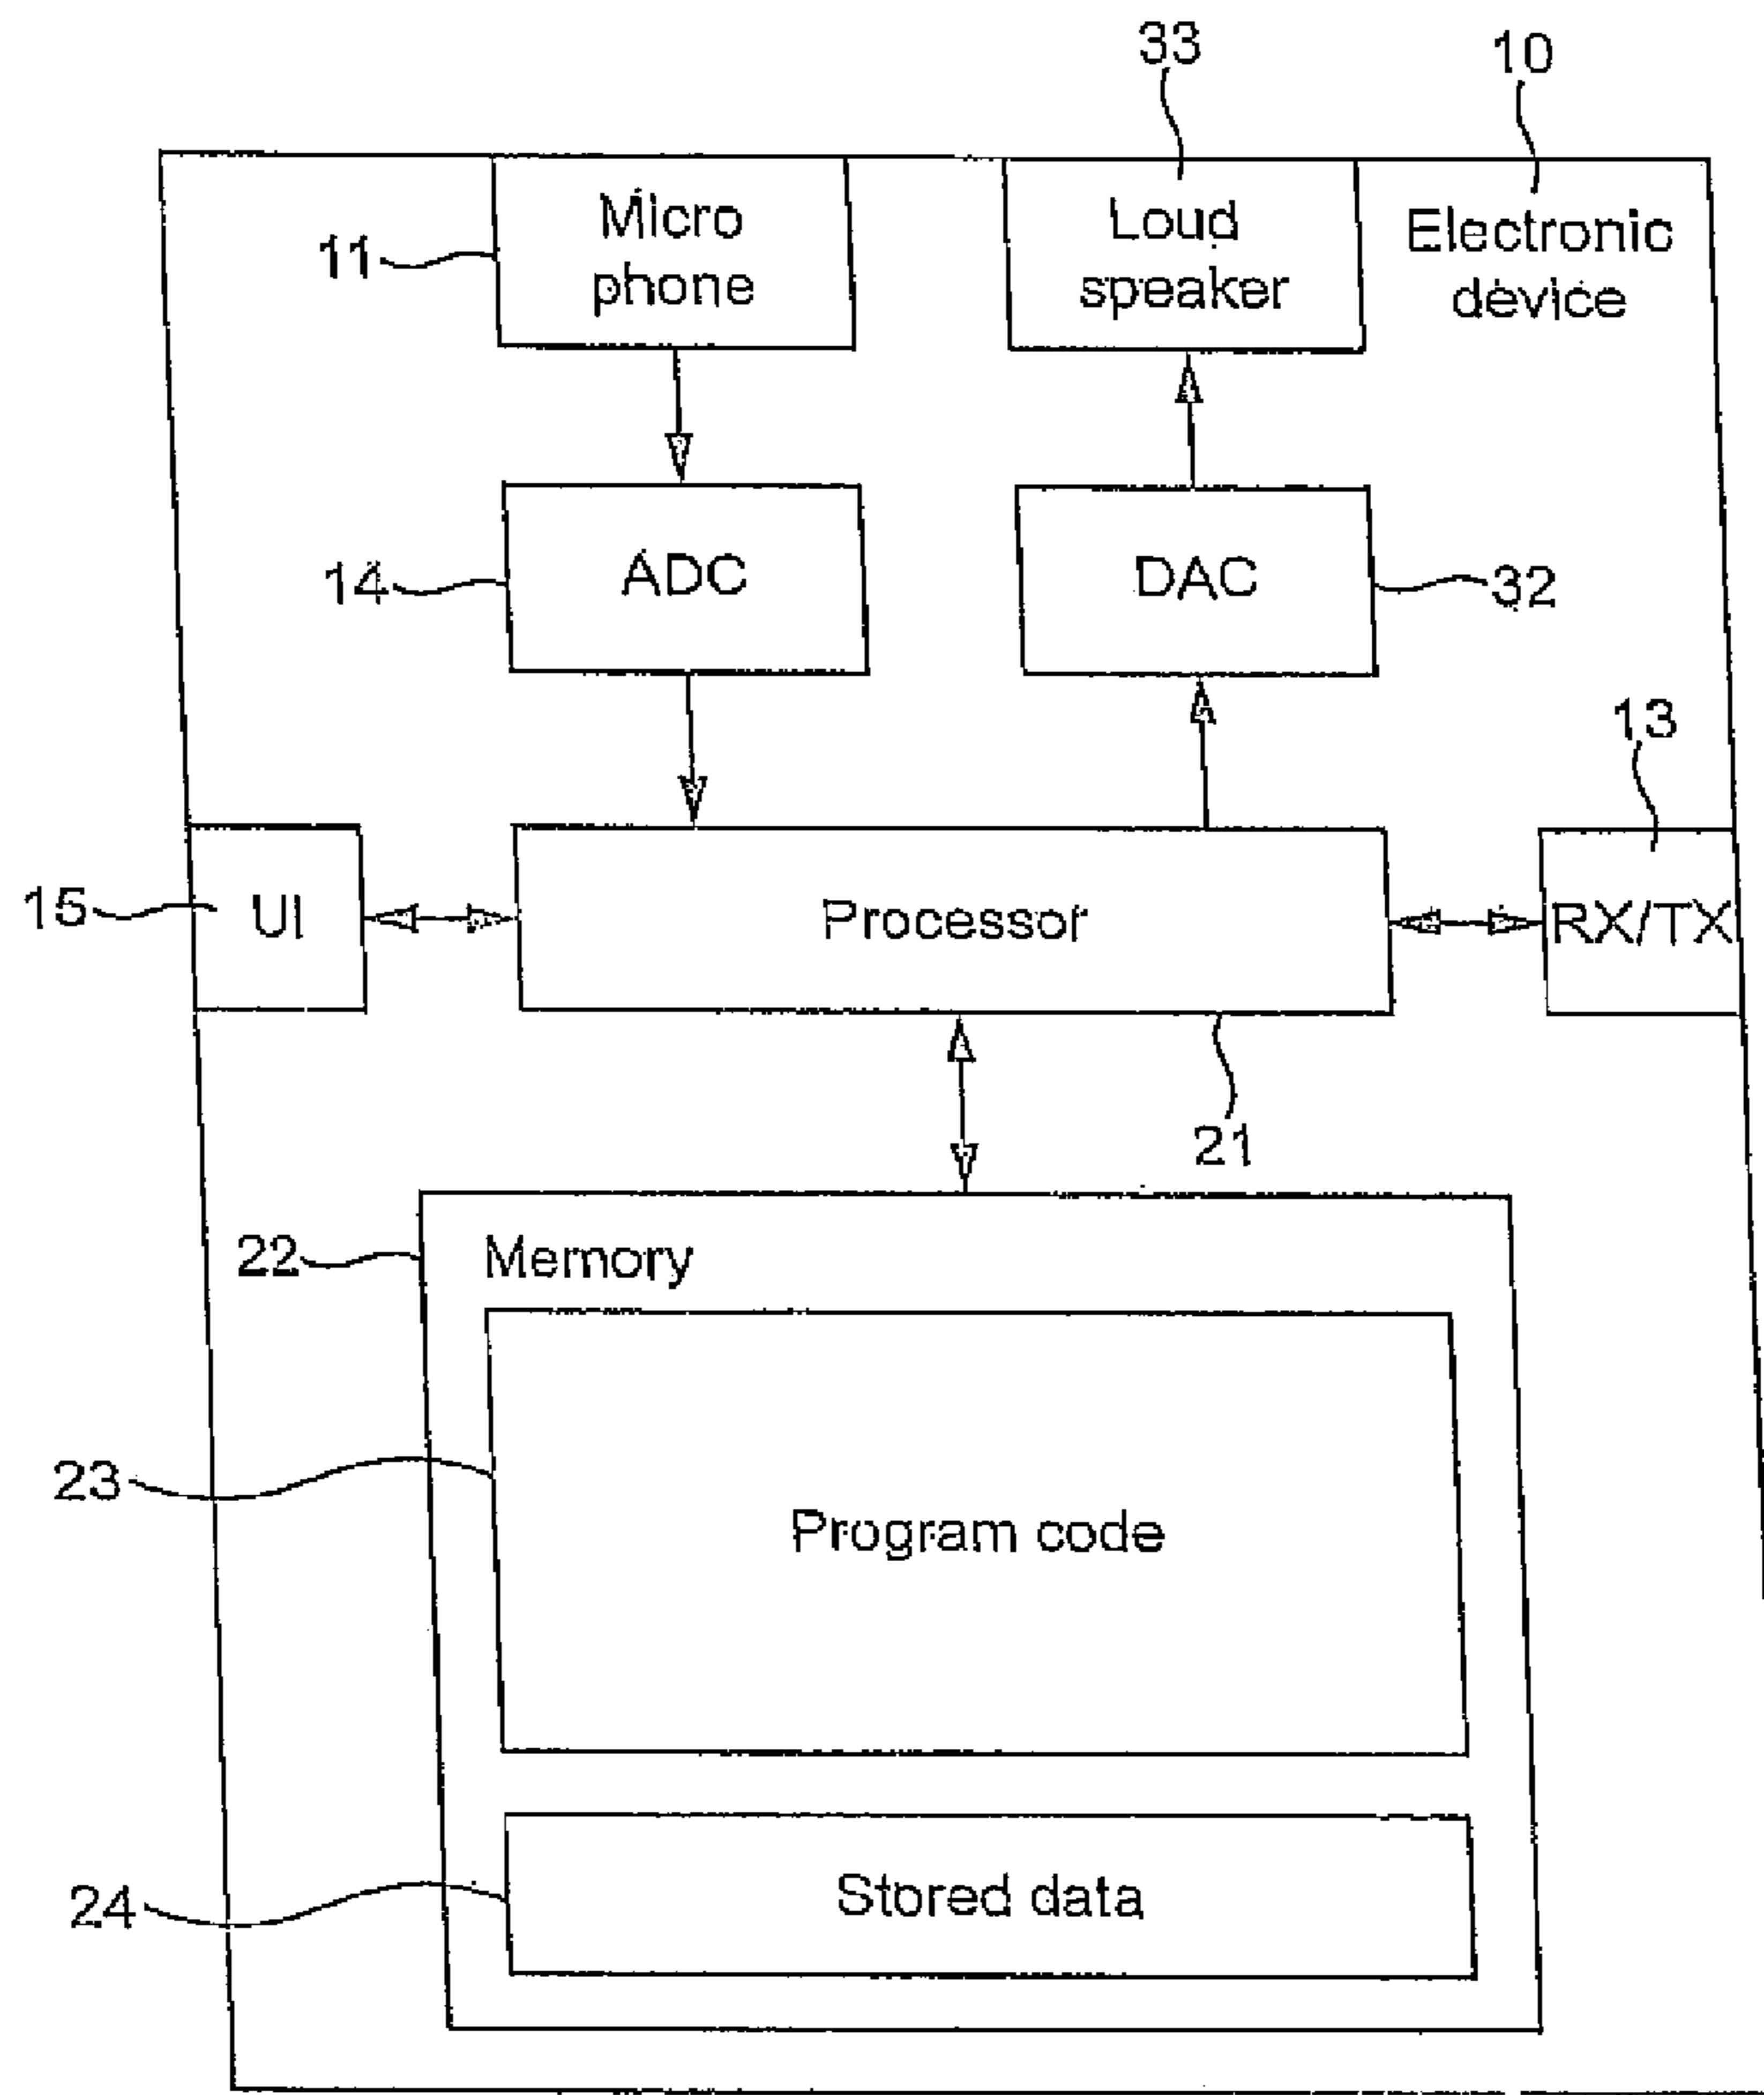 33
10
Micro
phone
Loud
speaker
Electronic
device
11
14
ADC
DAC
32
13
15
UI
Processor
RX/TX
21
22
Memory
23
Program code
24
Stored data